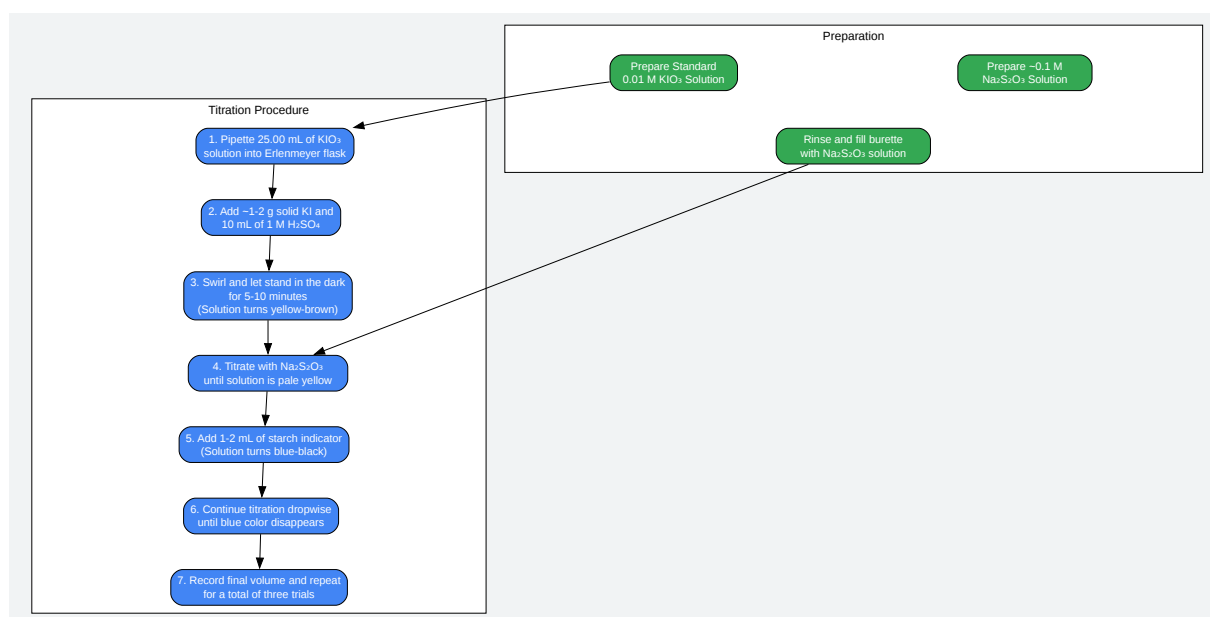 Preparation
Prepare Standard
0.01 M KIO₃ Solution
Prepare ~0.1 M
Na₂S₂O₃ Solution
Rinse and fill burette
with Na₂S₂O₃ solution
Titration Procedure
1. Pipette 25.00 mL of KIO₃
solution into Erlenmeyer flask
2. Add ~1-2 g solid KI and
10 mL of 1 M H₂SO₄
3. Swirl and let stand in the dark
for 5-10 minutes
(Solution turns yellow-brown)
4. Titrate with Na₂S₂O₃
until solution is pale yellow
5. Add 1-2 mL of starch indicator
(Solution turns blue-black)
6. Continue titration dropwise
until blue color disappears
7. Record final volume and repeat
for a total of three trials